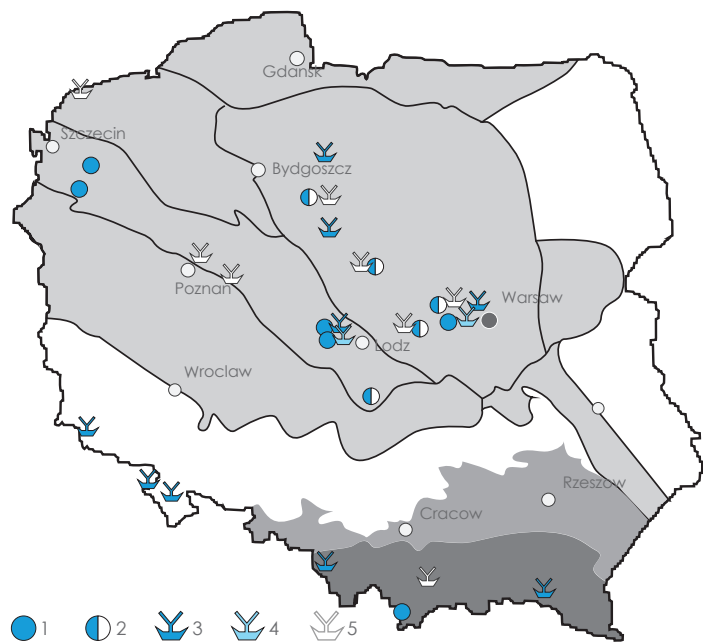 Gdansk
Szczecin
Bydgoszcz
Poznan
Warsaw
Lodz
Wroclaw
Rzeszow
Cracow
1 2 3 4 5